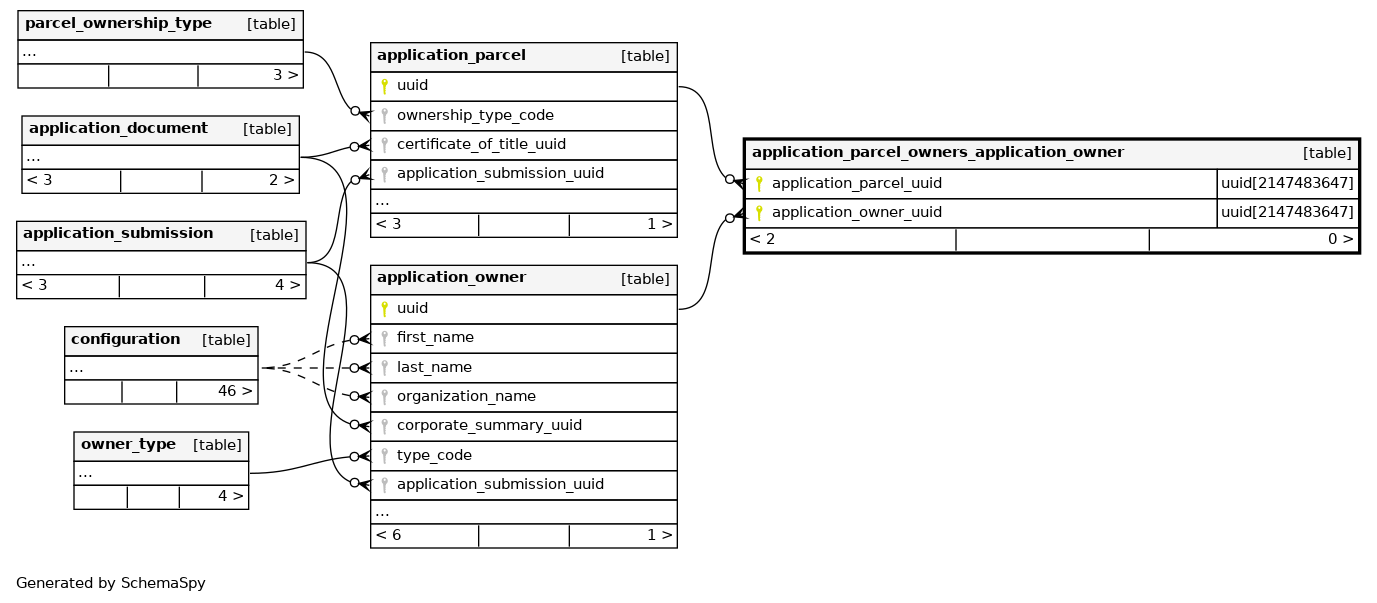 parcel_ownership_type [table]
...
3 >
application_document [table]
...
< 3 2 >
application_submission [table]
...
< 3 4 >
configuration [table]
...
46 >
owner_type [table]
...
4 >
application_parcel [table]
uuid
ownership_type_code
certificate_of_title_uuid
application_submission_uuid
...
< 3 1 >
application_owner [table]
uuid
first_name
last_name
organization_name
corporate_summary_uuid
type_code
application_submission_uuid
...
< 6 1 >
application_parcel_owners_application_owner [table]
application_parcel_uuid uuid[2147483647]
application_owner_uuid uuid[2147483647]
< 2 0 >
Generated by SchemaSpy